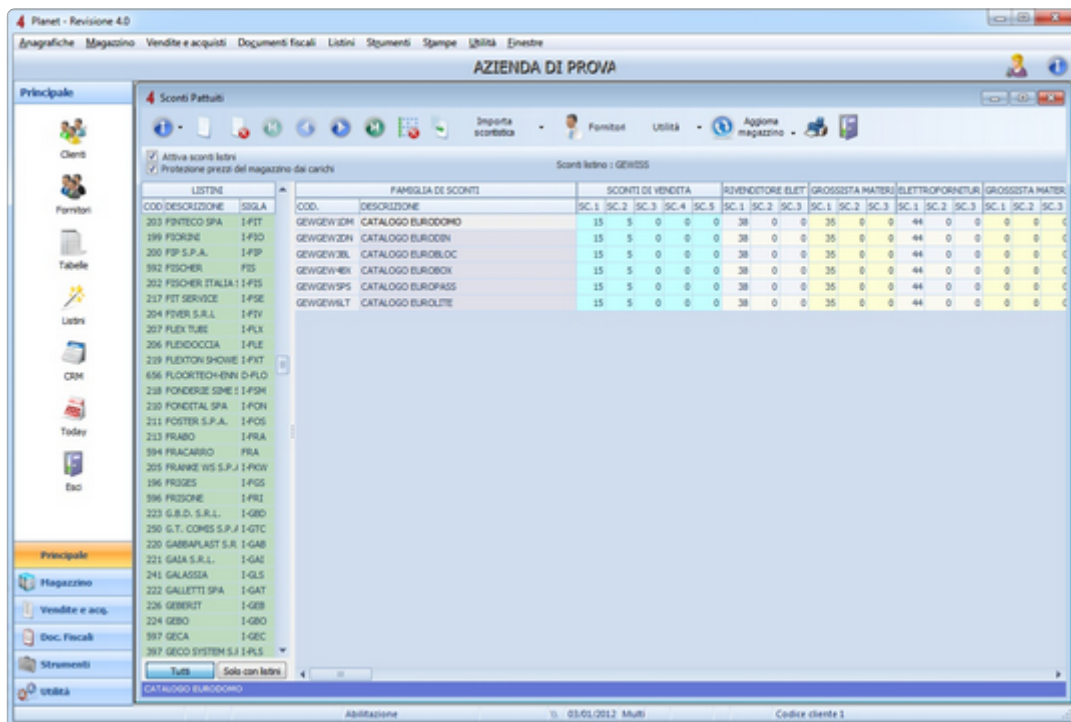 Planet - Revisione 4.0
Anagrafiche Magazzino Vendite e acquisti Documenti fiscali Listini Strumenti Stampe Utilità Finestre
AZIENDA DI PROVA
Principale
Clienti
Fornitori
Tabelle
Listini
CRM
Today
Esci
Principale
Magazzino
Vendite e acq.
Doc. Fiscali
Strumenti
Utilità
Sconti Pattuiti
Importa scontistica Fornitori Utilità Aggiorna magazzino
Attiva sconti listini
Protezione prezzi del magazzino dai carichi
Sconti listino : GEWISS
LISTINI
COD DESCRIZIONE SIGLA
203 FINTECO SPA I-FIT
199 FIORINI I-FIO
200 FIP S.P.A. I-FIP
592 FISCHER FIS
202 FISCHER ITALIA I-FIS
217 FIT SERVICE I-FSE
204 FIVER S.R.L I-FIV
207 FLEX TUBI I-FLX
206 FLEXDOCCIA I-FLE
219 FLEXTON SHOWE I-FXT
656 FLOORTECH-ENN D-FLO
218 FONDERIE SIME S I-FSM
210 FONDITAL SPA I-FON
211 FOSTER S.P.A. I-FOS
213 FRABO I-FRA
594 FRACARRO FRA
205 FRANKE WS S.P.A I-FKW
196 FRIGES I-FGS
596 FRISONE I-FRI
223 G.B.D. S.R.L. I-GBD
250 G.T. COMIS S.P.A I-GTC
220 GABBAPLAST S.R I-GAB
221 GAIA S.R.L. I-GAI
241 GALASSIA I-GLS
222 GALLETTI SPA I-GAT
226 GEBERIT I-GEB
224 GEBO I-GBO
597 GECA I-GEC
397 GECO SYSTEM S.R I-PLS
Tutti Solo con listini
FAMIGLIA DI SCONTI SCONTI DI VENDITA RIVENDITORE ELET GROSSISTA MATERI ELETTROFORNITUR GROSSISTA MATER
COD. DESCRIZIONE SC.1 SC.2 SC.3 SC.4 SC.5 SC.1 SC.2 SC.3 SC.1 SC.2 SC.3 SC.1 SC.2 SC.3 SC.1 SC.2 SC.3
GEWGEW1DM CATALOGO EURODOMO 15 5 0 0 0 38 0 0 35 0 0 44 0 0 0 0 0
GEWGEW2DN CATALOGO EURODIN 15 5 0 0 0 38 0 0 35 0 0 44 0 0 0 0 0
GEWGEW3BL CATALOGO EUROBLOC 15 5 0 0 0 38 0 0 35 0 0 44 0 0 0 0 0
GEWGEW4BX CATALOGO EUROBOX 15 5 0 0 0 38 0 0 35 0 0 44 0 0 0 0 0
GEWGEW5PS CATALOGO EUROPASS 15 5 0 0 0 38 0 0 35 0 0 44 0 0 0 0 0
GEWGEW6LT CATALOGO EUROLITE 15 5 0 0 0 38 0 0 35 0 0 44 0 0 0 0 0
CATALOGO EURODOMO
Abilitazione 03/01/2012 Multi Codice cliente 1